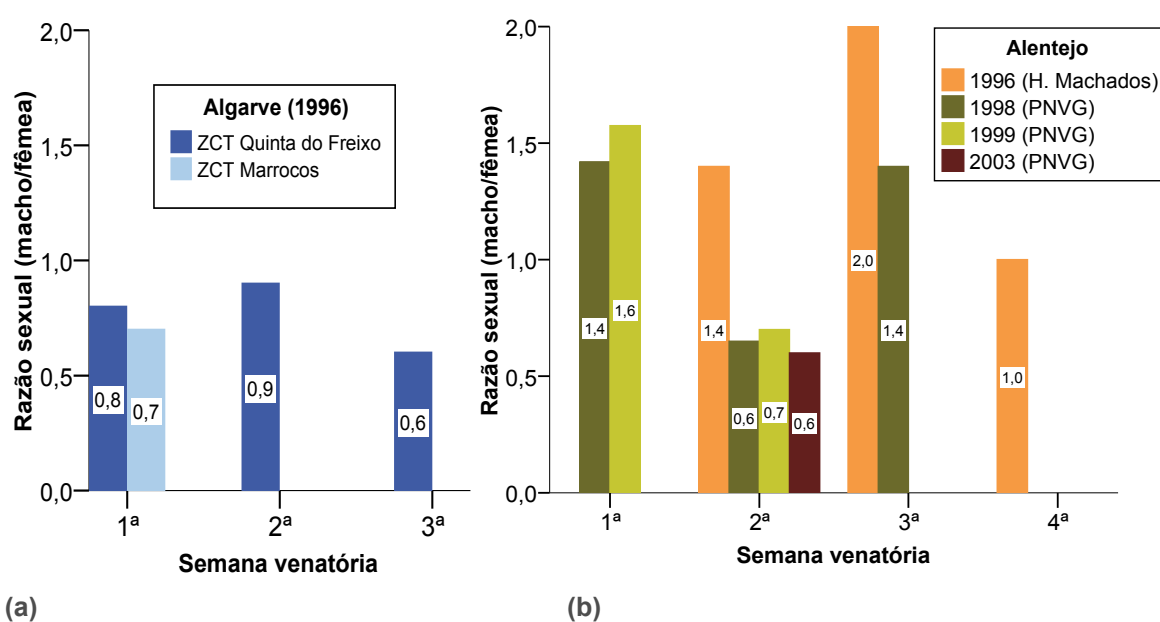 Razão sexual (macho/fêmea)
2,0
1,5
1,0
0,5
0,0
Algarve (1996)
ZCT Quinta do Freixo
ZCT Marrocos
0,8
0,7
0,9
0,6
1ª
2ª
3ª
Semana venatória
(a)
Razão sexual (macho/fêmea)
2,0
1,5
1,0
0,5
0,0
Alentejo
1996 (H. Machados)
1998 (PNVG)
1999 (PNVG)
2003 (PNVG)
1,4
1,6
1,4
0,6
0,7
0,6
2,0
1,4
1,0
1ª
2ª
3ª
4ª
Semana venatória
(b)